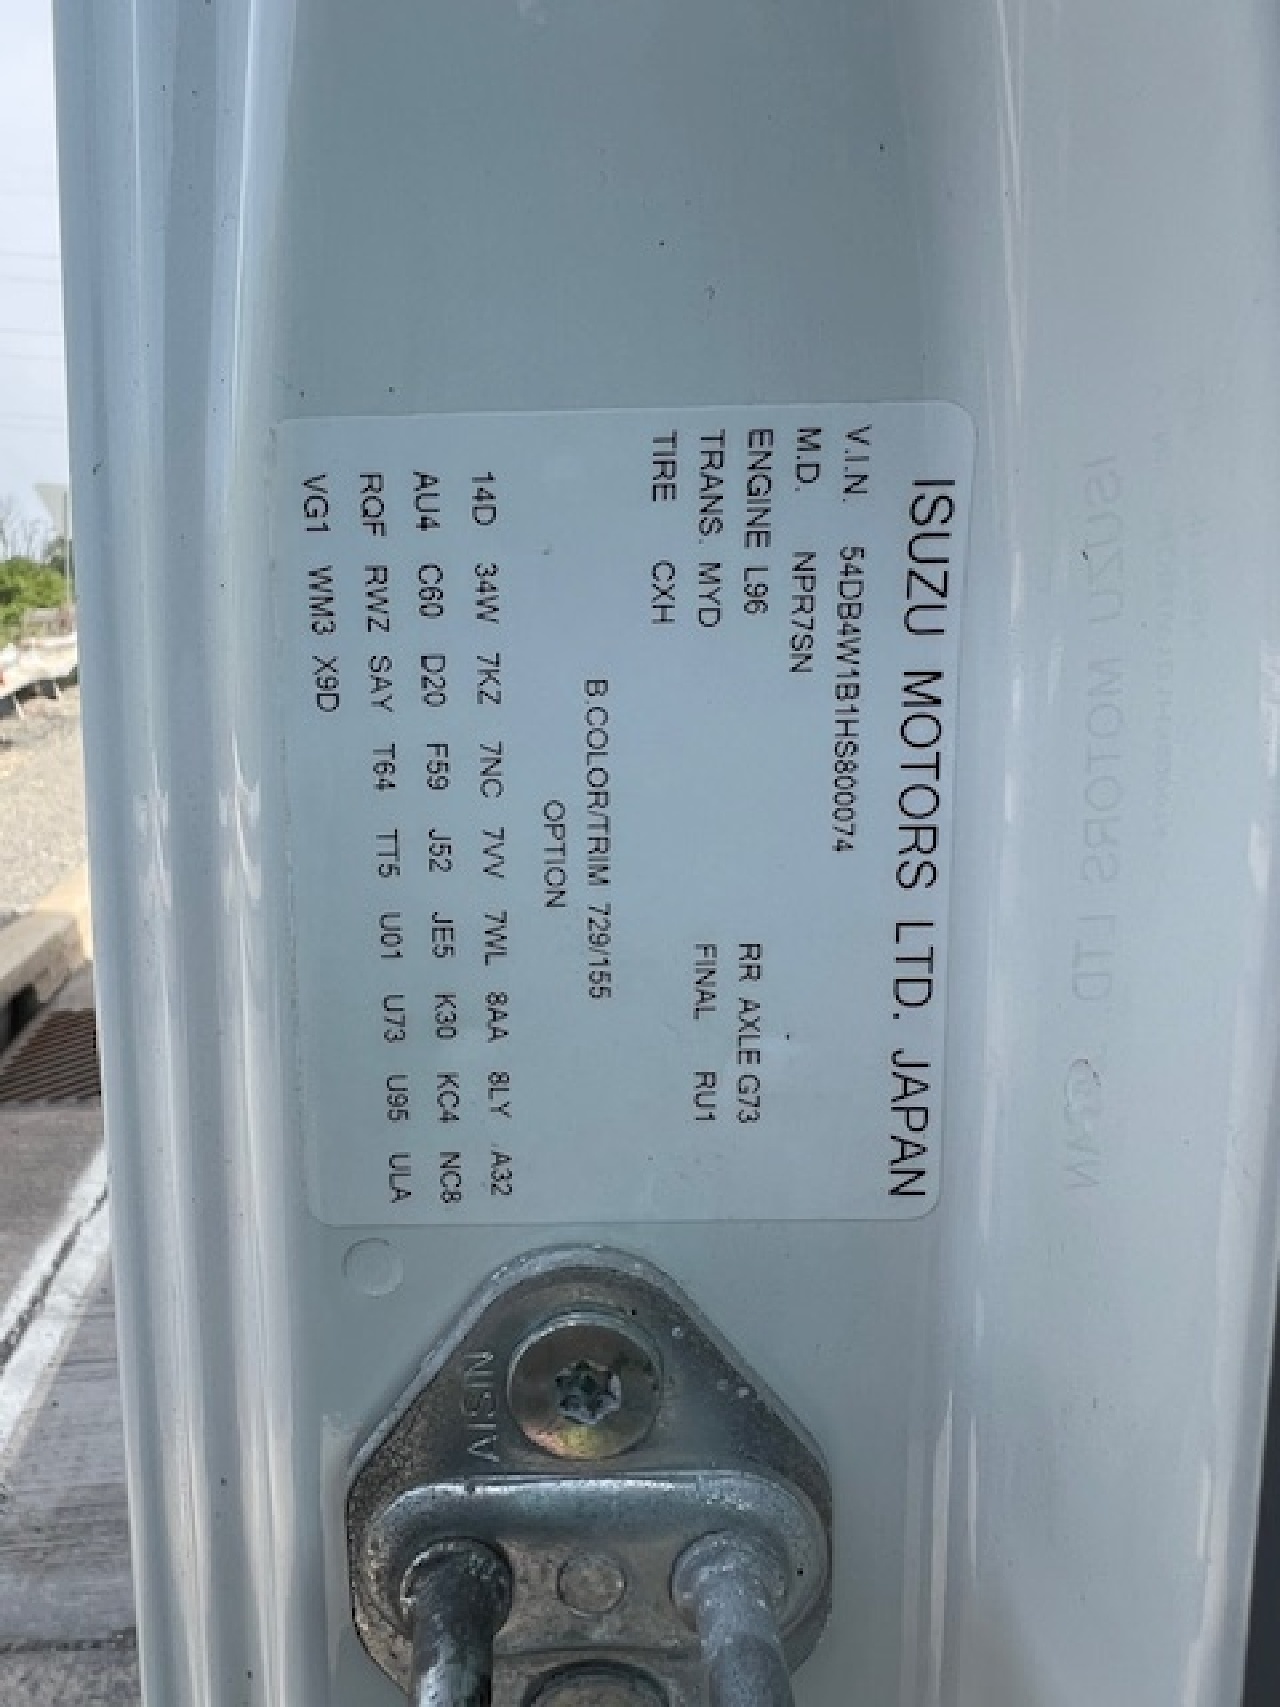 ISUZU MOTORS LTD. JAPAN
V.I.N. 54DB4W1B1HS800074
M.D. NPR7SN
ENGINE L96 RR AXLE G73
TRANS. MYD FINAL RU1
TIRE CXH
B.COLOR/TRIM 729/155
OPTION
14D 34W 7KZ 7NC 7VV 7WL 8AA 8LY A32
AU4 C60 D20 F59 J52 JE5 K30 KC4 NC8
RQF RWZ SAY T64 TT5 U01 U73 U95 ULA
VG1 WM3 X9D
AISIN